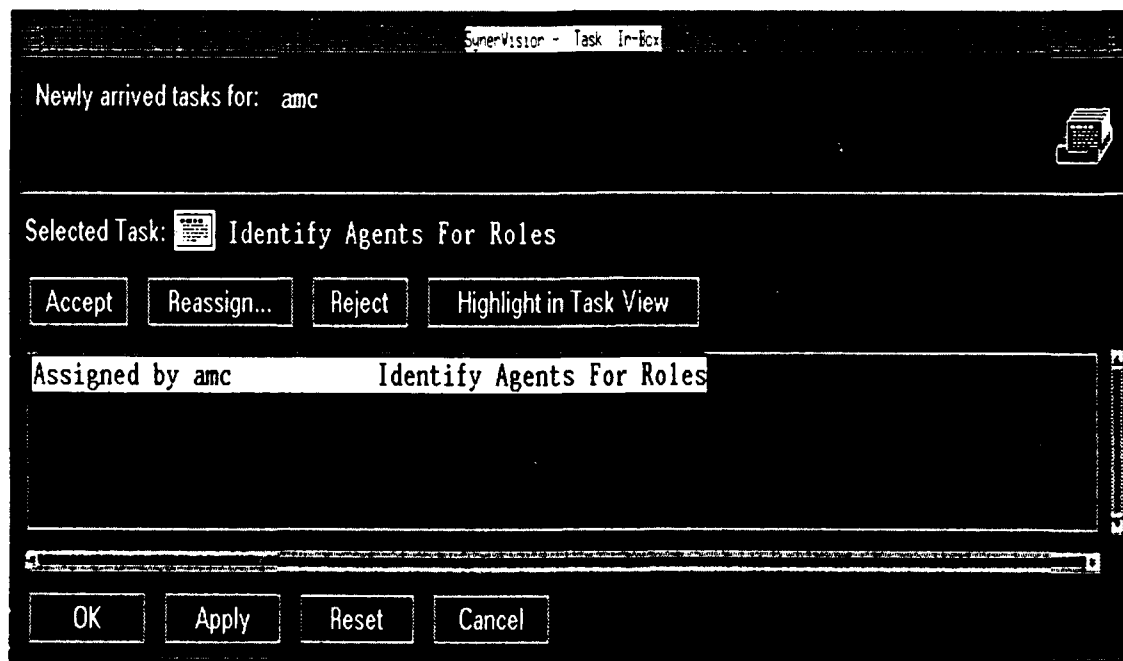 SynerVision - Task In-Box
Newly arrived tasks for: amc
Selected Task: Identify Agents For Roles
Accept Reassign... Reject Highlight in Task View
Assigned by amc Identify Agents For Roles
OK Apply Reset Cancel